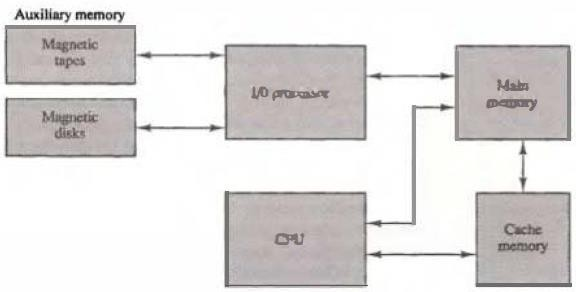 Auxiliary memory
Magnetic
tapes
Magnetic
disks
I/O processor
Main
memory
CPU
Cache
memory